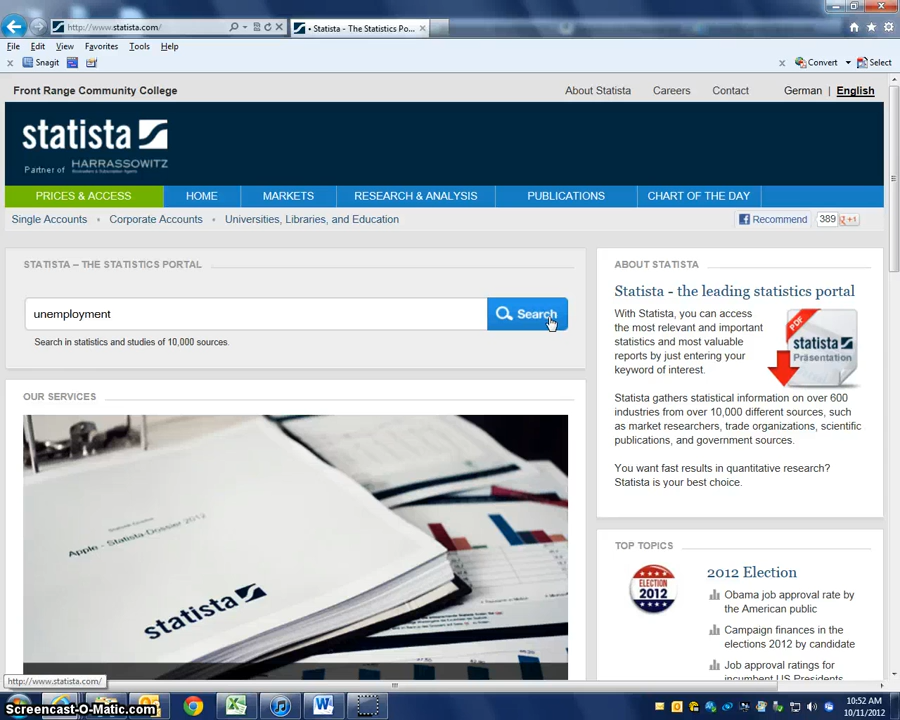 http://www.statista.com/
• Statista - The Statistics Po...
File Edit View Favorites Tools Help
x Snagit x Convert Select
Front Range Community College
About Statista Careers Contact German | English
statista
Partner of HARRASSOWITZ
PRICES & ACCESS HOME MARKETS RESEARCH & ANALYSIS PUBLICATIONS CHART OF THE DAY
Single Accounts • Corporate Accounts • Universities, Libraries, and Education
Recommend 389 +1
STATISTA – THE STATISTICS PORTAL
unemployment
Search
Search in statistics and studies of 10,000 sources.
OUR SERVICES
Apple - Statista-Dossier 2012
statista
ABOUT STATISTA
Statista - the leading statistics portal
With Statista, you can access
the most relevant and important
statistics and most valuable
reports by just entering your
keyword of interest.
PDF
statista
Präsentation
Statista gathers statistical information on over 600
industries from over 10,000 different sources, such
as market researchers, trade organizations, scientific
publications, and government sources.
You want fast results in quantitative research?
Statista is your best choice.
TOP TOPICS
ELECTION
2012
2012 Election
Obama job approval rate by
the American public
Campaign finances in the
elections 2012 by candidate
Job approval ratings for
incumbent US Presidents
http://www.statista.com/
Screencast-O-Matic.com
10:52 AM
10/11/2012